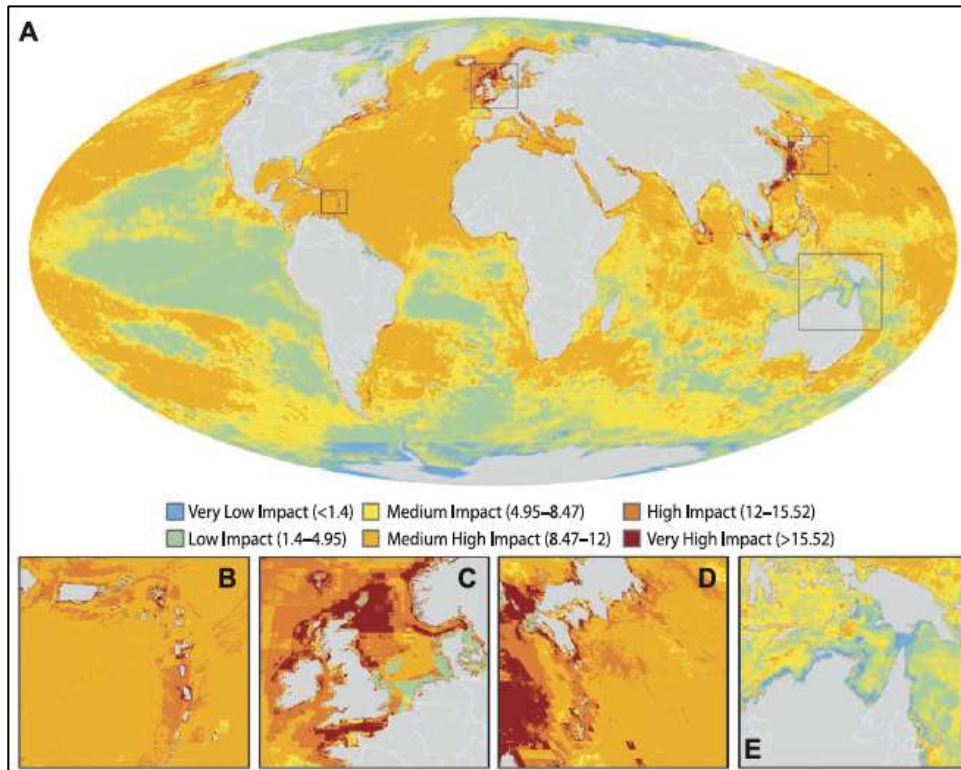 A
Very Low Impact (<1.4) Medium Impact (4.95–8.47) High Impact (12–15.52)
Low Impact (1.4–4.95) Medium High Impact (8.47–12) Very High Impact (>15.52)
B C D
E